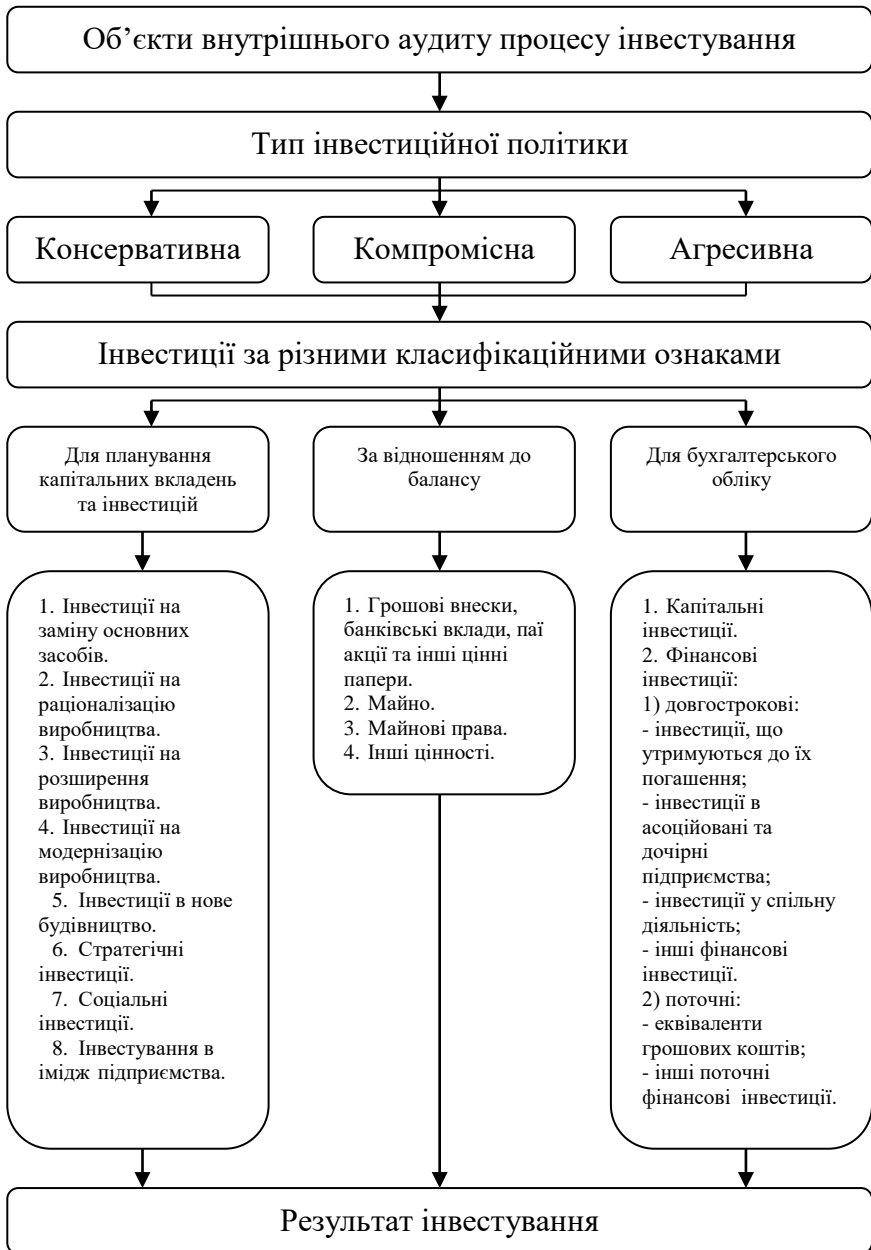 Об’єкти внутрішнього аудиту процесу інвестування
Тип інвестиційної політики
Консервативна
Компромісна
Агресивна
Інвестиції за різними класифікаційними ознаками
Для планування
капітальних вкладень
та інвестицій
За відношенням до
балансу
Для бухгалтерського
обліку
1. Інвестиції на
заміну основних
засобів.
2. Інвестиції на
раціоналізацію
виробництва.
3. Інвестиції на
розширення
виробництва.
4. Інвестиції на
модернізацію
виробництва.
5. Інвестиції в нове
будівництво.
6. Стратегічні
інвестиції.
7. Соціальні
інвестиції.
8. Інвестування в
імідж підприємства.
1. Грошові внески,
банківські вклади, паї
акції та інші цінні
папери.
2. Майно.
3. Майнові права.
4. Інші цінності.
1. Капітальні
інвестиції.
2. Фінансові
інвестиції:
1) довгострокові:
- інвестиції, що
утримуються до їх
погашення;
- інвестиції в
асоційовані та
дочірні
підприємства;
- інвестиції у спільну
діяльність;
- інші фінансові
інвестиції.
2) поточні:
- еквіваленти
грошових коштів;
- інші поточні
фінансові інвестиції.
Результат інвестування